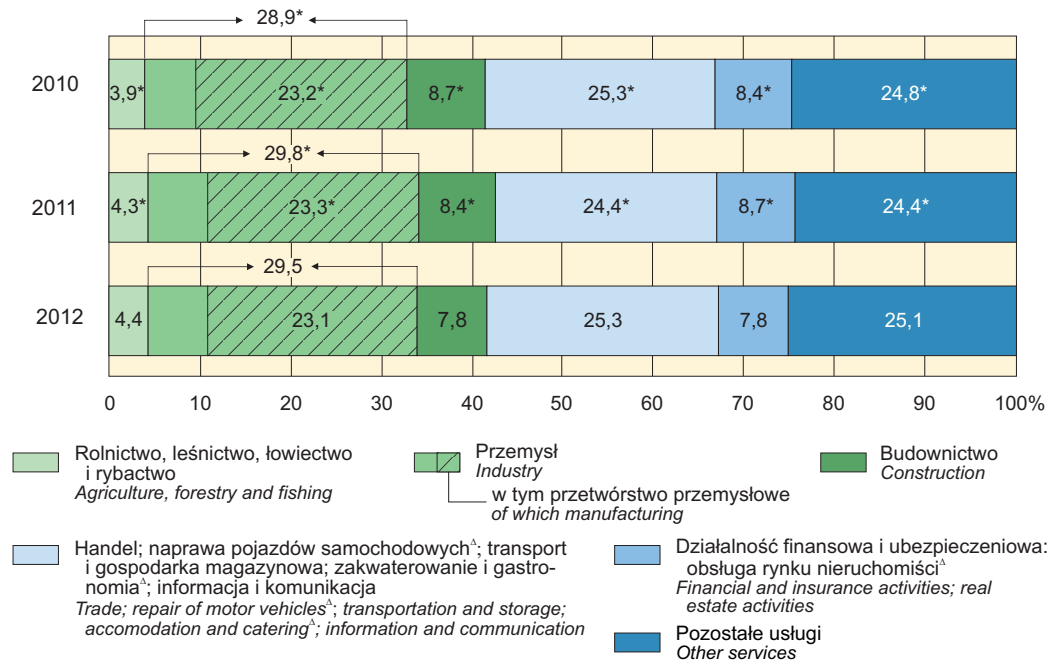 28,9*
2010
3,9*
23,2*
8,7*
25,3*
8,4*
24,8*
29,8*
2011
4,3*
23,3*
8,4*
24,4*
8,7*
24,4*
29,5
2012
4,4
23,1
7,8
25,3
7,8
25,1
0 10 20 30 40 50 60 70 80 90 100%
Rolnictwo, leśnictwo, łowiectwo
i rybactwo
Agriculture, forestry and fishing
Przemysł
Industry
w tym przetwórstwo przemysłowe
of which manufacturing
Budownictwo
Construction
Handel; naprawa pojazdów samochodowych^Δ; transport
i gospodarka magazynowa; zakwaterowanie i gastro-
nomia^Δ; informacja i komunikacja
Trade; repair of motor vehicles^Δ; transportation and storage;
accomodation and catering^Δ; information and communication
Działalność finansowa i ubezpieczeniowa:
obsługa rynku nieruchomiści^Δ
Financial and insurance activities; real
estate activities
Pozostałe usługi
Other services